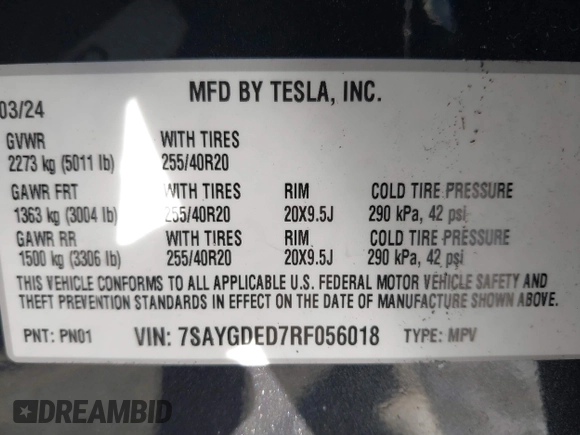 MFD BY TESLA, INC.
03/24
GVWR WITH TIRES
2273 kg (5011 lb) 255/40R20
GAWR FRT WITH TIRES RIM COLD TIRE PRESSURE
1363 kg (3004 lb) 255/40R20 20X9.5J 290 kPa, 42 psi
GAWR RR WITH TIRES RIM COLD TIRE PRESSURE
1500 kg (3306 lb) 255/40R20 20X9.5J 290 kPa, 42 psi
THIS VEHICLE CONFORMS TO ALL APPLICABLE U.S. FEDERAL MOTOR VEHICLE SAFETY AND
THEFT PREVENTION STANDARDS IN EFFECT ON THE DATE OF MANUFACTURE SHOWN ABOVE.
PNT: PN01 VIN: 7SAYGDED7RF056018 TYPE: MPV
DREAMBID